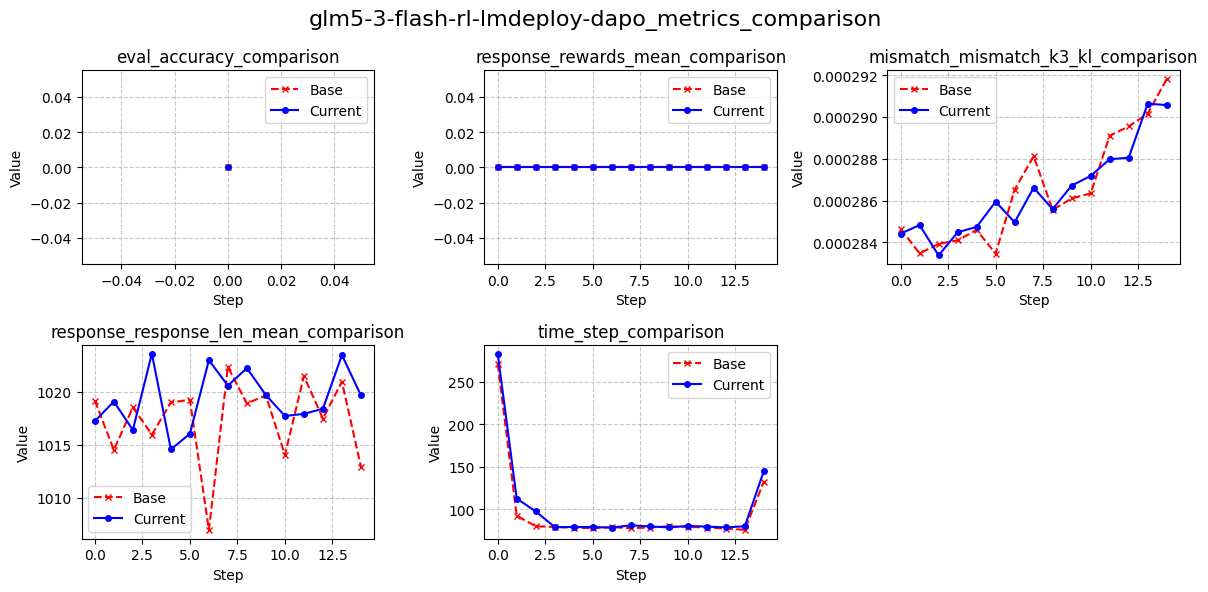 glm5-3-flash-rl-lmdeploy-dapo_metrics_comparison
eval_accuracy_comparison
0.04
0.02
0.00
−0.02
−0.04
Value
−0.04
−0.02
0.00
0.02
0.04
Step
Base
Current
response_rewards_mean_comparison
0.04
0.02
0.00
−0.02
−0.04
Value
0.0
2.5
5.0
7.5
10.0
12.5
Step
Base
Current
mismatch_mismatch_k3_kl_comparison
0.000292
0.000290
0.000288
0.000286
0.000284
Value
0.0
2.5
5.0
7.5
10.0
12.5
Step
Base
Current
response_response_len_mean_comparison
1020
1015
1010
Value
0.0
2.5
5.0
7.5
10.0
12.5
Step
Base
Current
time_step_comparison
250
200
150
100
Value
0.0
2.5
5.0
7.5
10.0
12.5
Step
Base
Current